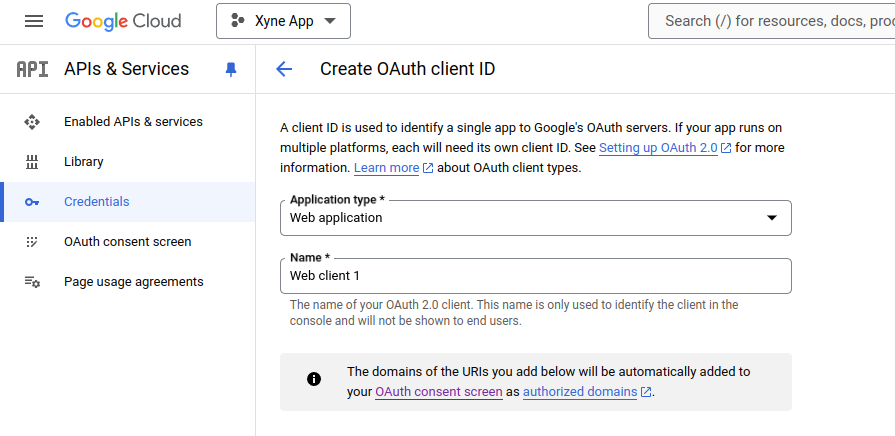 Google Cloud
Xyne App
Search (/) for resources, docs, proc
API
APIs & Services
Create OAuth client ID
Enabled APIs & services
Library
Credentials
OAuth consent screen
Page usage agreements
A client ID is used to identify a single app to Google's OAuth servers. If your app runs on
multiple platforms, each will need its own client ID. See Setting up OAuth 2.0 for more
information. Learn more about OAuth client types.
Application type *
Web application
Name *
Web client 1
The name of your OAuth 2.0 client. This name is only used to identify the client in the
console and will not be shown to end users.
The domains of the URIs you add below will be automatically added to
your OAuth consent screen as authorized domains.